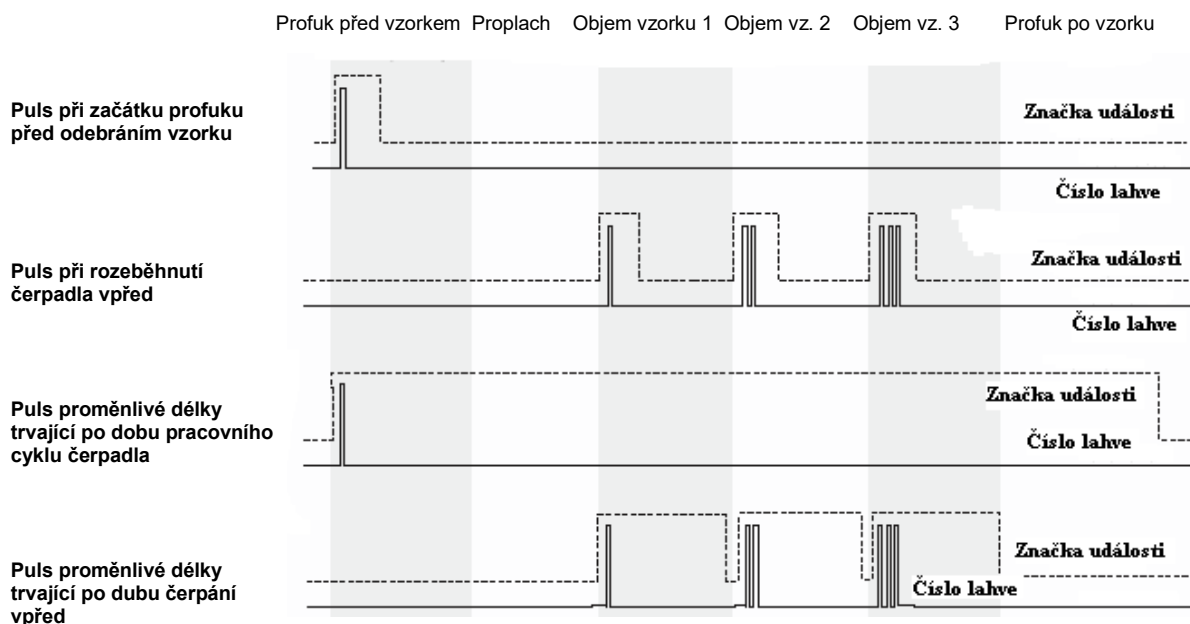 Profuk před vzorkem Proplach Objem vzorku 1 Objem vz. 2 Objem vz. 3 Profuk po vzorku
Puls při začátku profuku
před odebráním vzorku
Značka události
Číslo lahve
Puls při rozeběhnutí
čerpadla vpřed
Značka události
Číslo lahve
Puls proměnlivé délky
trvající po dobu pracovního
cyklu čerpadla
Značka události
Číslo lahve
Puls proměnlivé délky
trvající po dubu čerpání
vpřed
Značka události
Číslo lahve